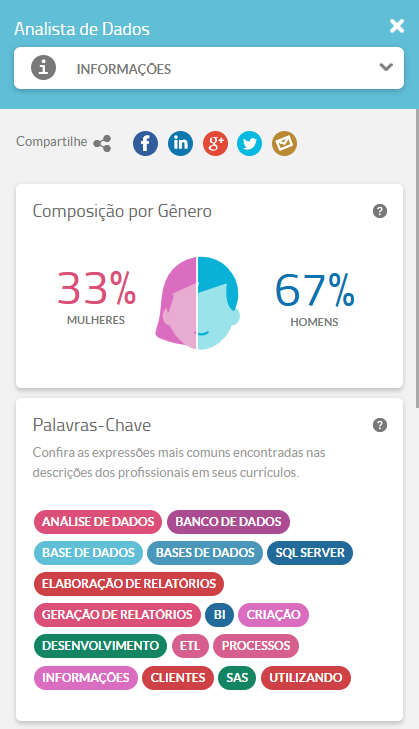 Analista de Dados
INFORMAÇÕES
Compartilhe
Composição por Gênero
33% 67%
MULHERES HOMENS
Palavras-Chave
Confira as expressões mais comuns encontradas nas
descrições dos profissionais em seus currículos.
ANÁLISE DE DADOS BANCO DE DADOS
BASE DE DADOS BASES DE DADOS SQL SERVER
ELABORAÇÃO DE RELATÓRIOS
GERAÇÃO DE RELATÓRIOS BI CRIAÇÃO
DESENVOLVIMENTO ETL PROCESSOS
INFORMAÇÕES CLIENTES SAS UTILIZANDO